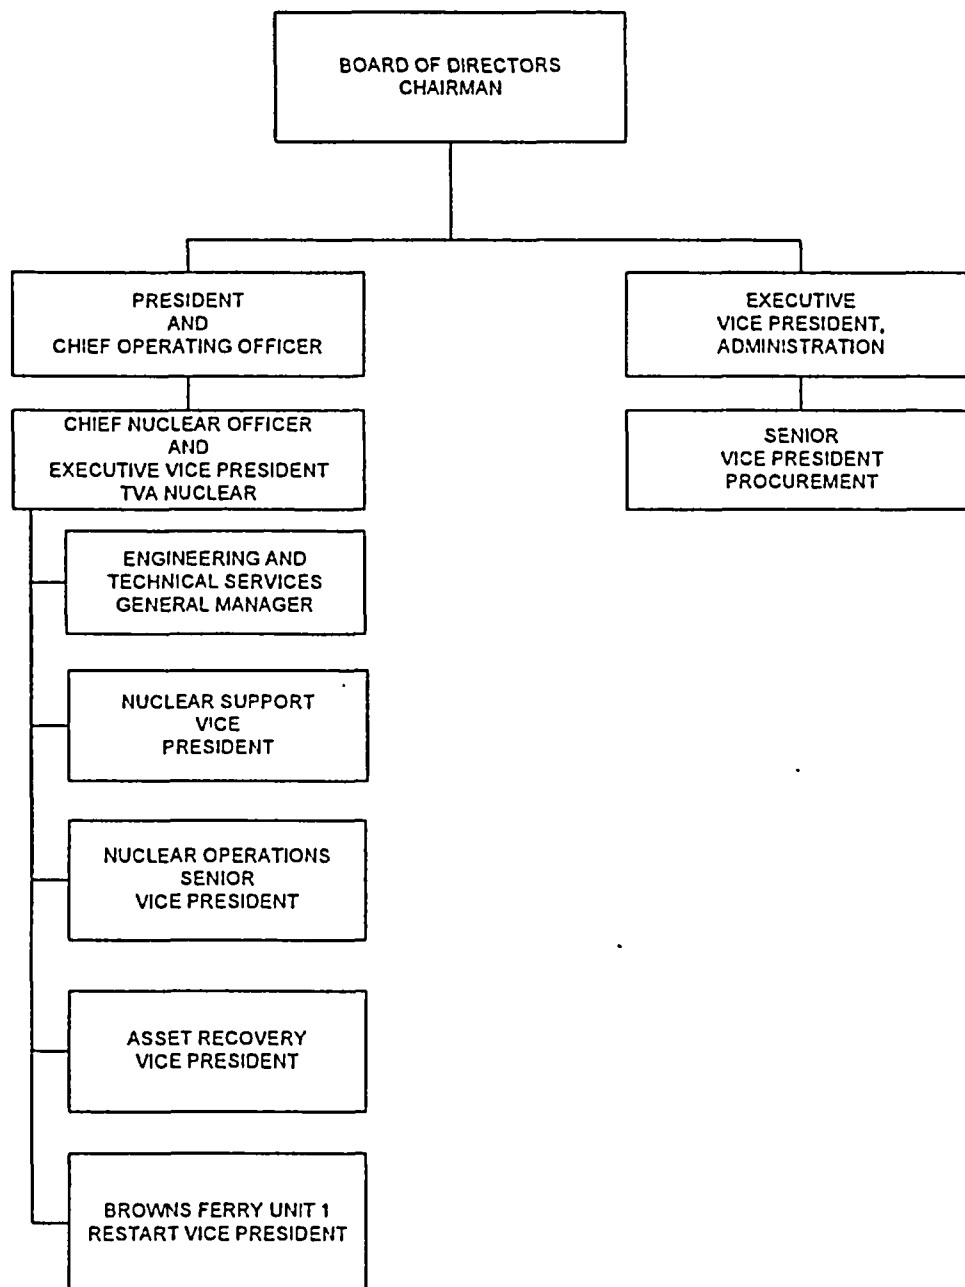 BOARD OF DIRECTORS
CHAIRMAN
PRESIDENT
AND
CHIEF OPERATING OFFICER
EXECUTIVE
VICE PRESIDENT,
ADMINISTRATION
CHIEF NUCLEAR OFFICER
AND
EXECUTIVE VICE PRESIDENT
TVA NUCLEAR
SENIOR
VICE PRESIDENT
PROCUREMENT
ENGINEERING AND
TECHNICAL SERVICES
GENERAL MANAGER
NUCLEAR SUPPORT
VICE
PRESIDENT
NUCLEAR OPERATIONS
SENIOR
VICE PRESIDENT
ASSET RECOVERY
VICE PRESIDENT
BROWNS FERRY UNIT 1
RESTART VICE PRESIDENT